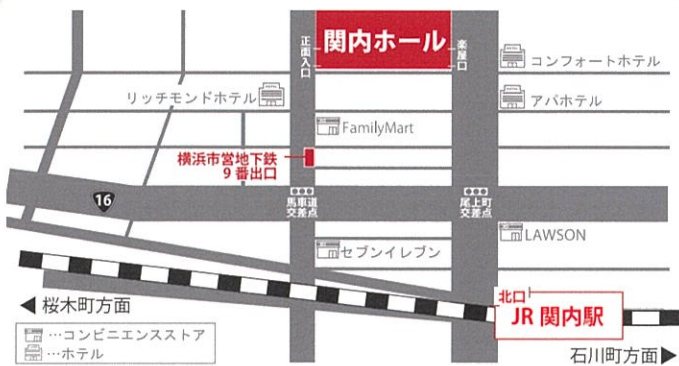 関内ホール
正面入口
楽屋口
コンフォートホテル
リッチモンドホテル
アパホテル
FamilyMart
横浜市営地下鉄
9番出口
16
馬車道
交差点
尾上町
交差点
LAWSON
セブンイレブン
北口
JR 関内駅
◀ 桜木町方面
…コンビニエンスストア
…ホテル
石川町方面▶